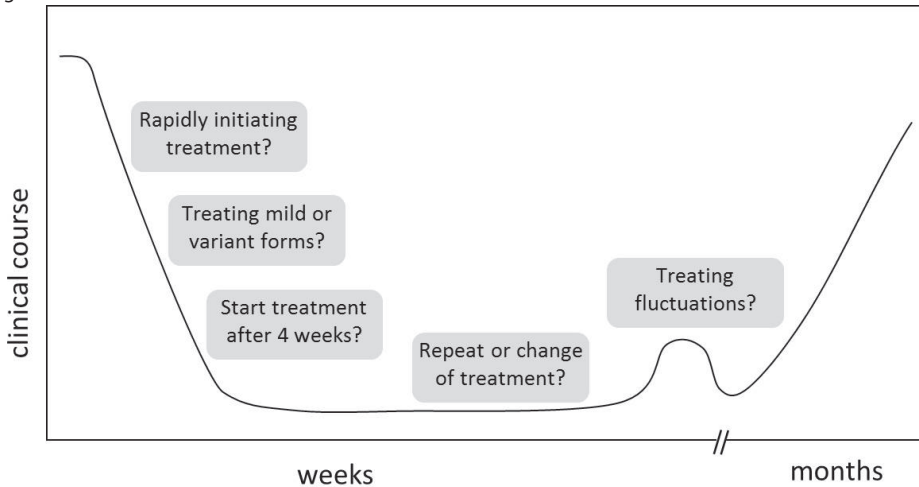 Rapidly initiating
treatment?
Treating mild or
variant forms?
Start treatment
after 4 weeks?
Repeat or change
of treatment?
Treating
fluctuations?
clinical course
weeks
months